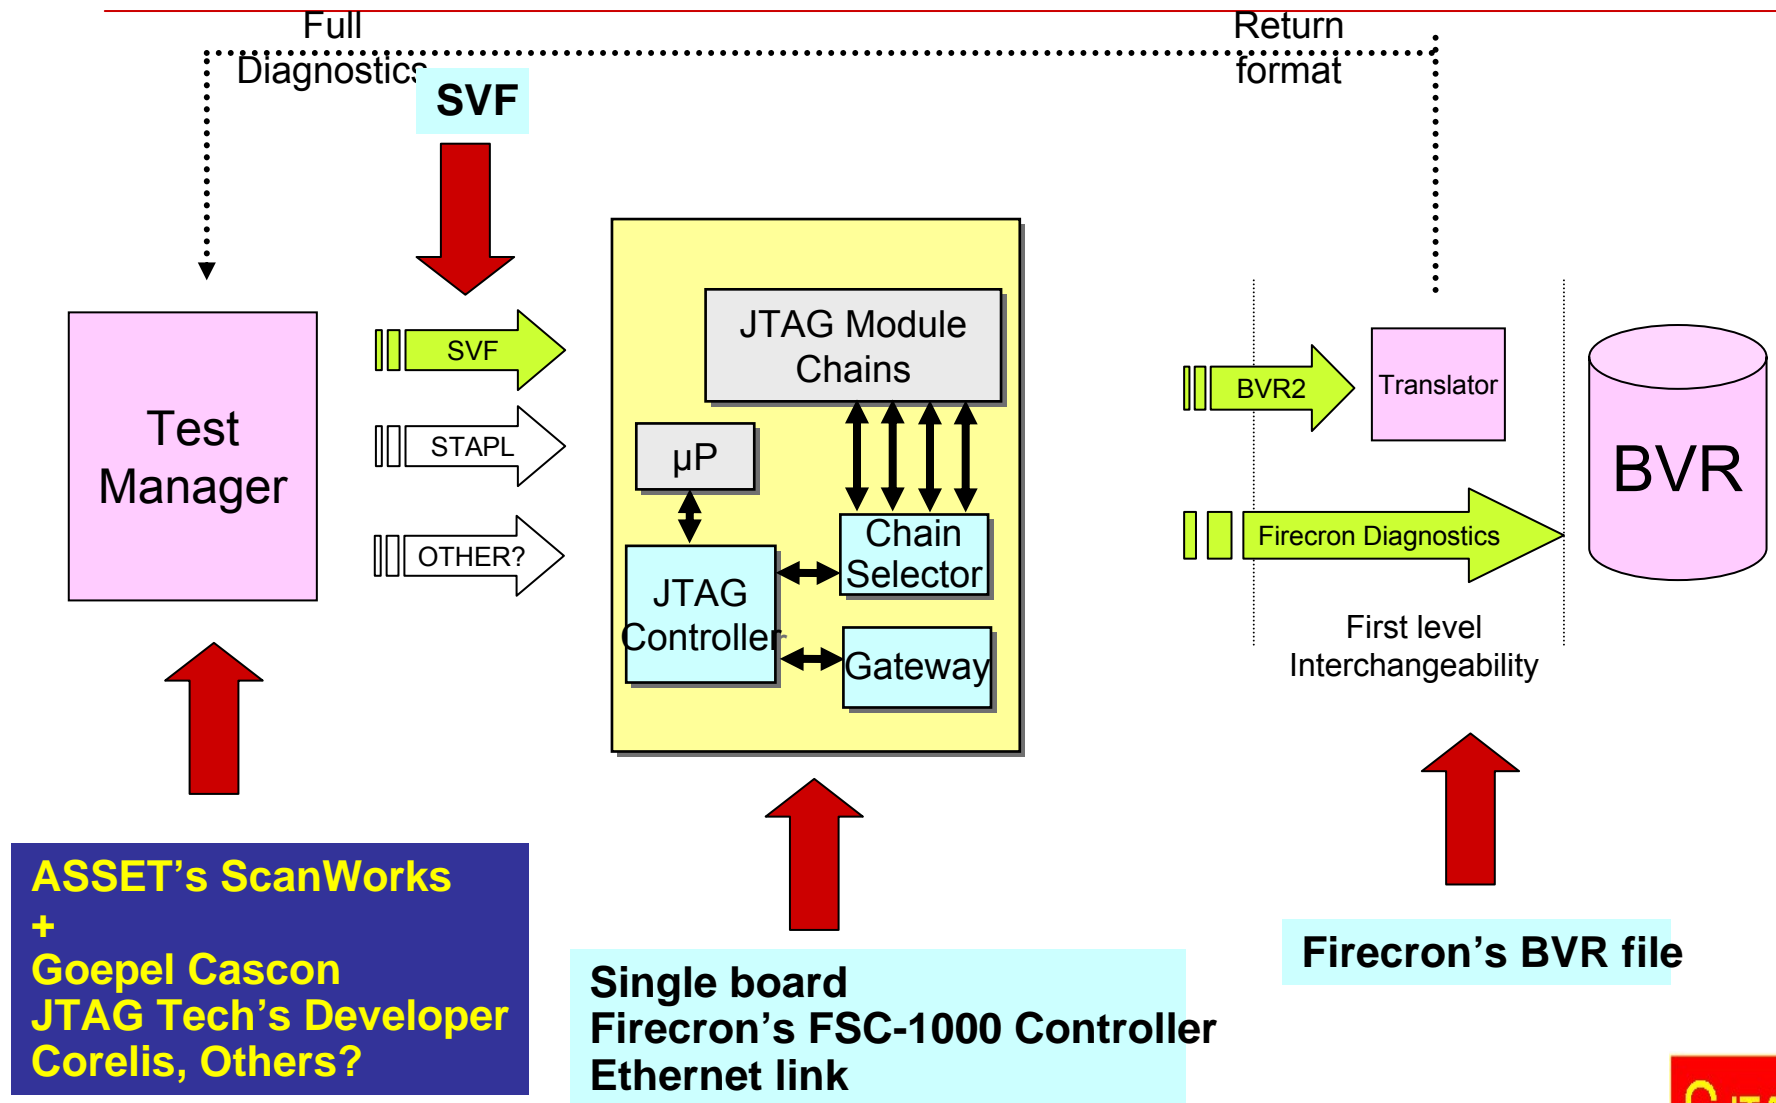 Full
Diagnostics
Return
format
SVF
Test
Manager
SVF
STAPL
OTHER?
JTAG Module
Chains
µP
JTAG
Controller
Chain
Selector
Gateway
BVR2
Translator
Firecron Diagnostics
BVR
First level
Interchangeability
ASSET’s ScanWorks
+
Goepel Cascon
JTAG Tech’s Developer
Corelis, Others?
Single board
Firecron’s FSC-1000 Controller
Ethernet link
Firecron’s BVR file